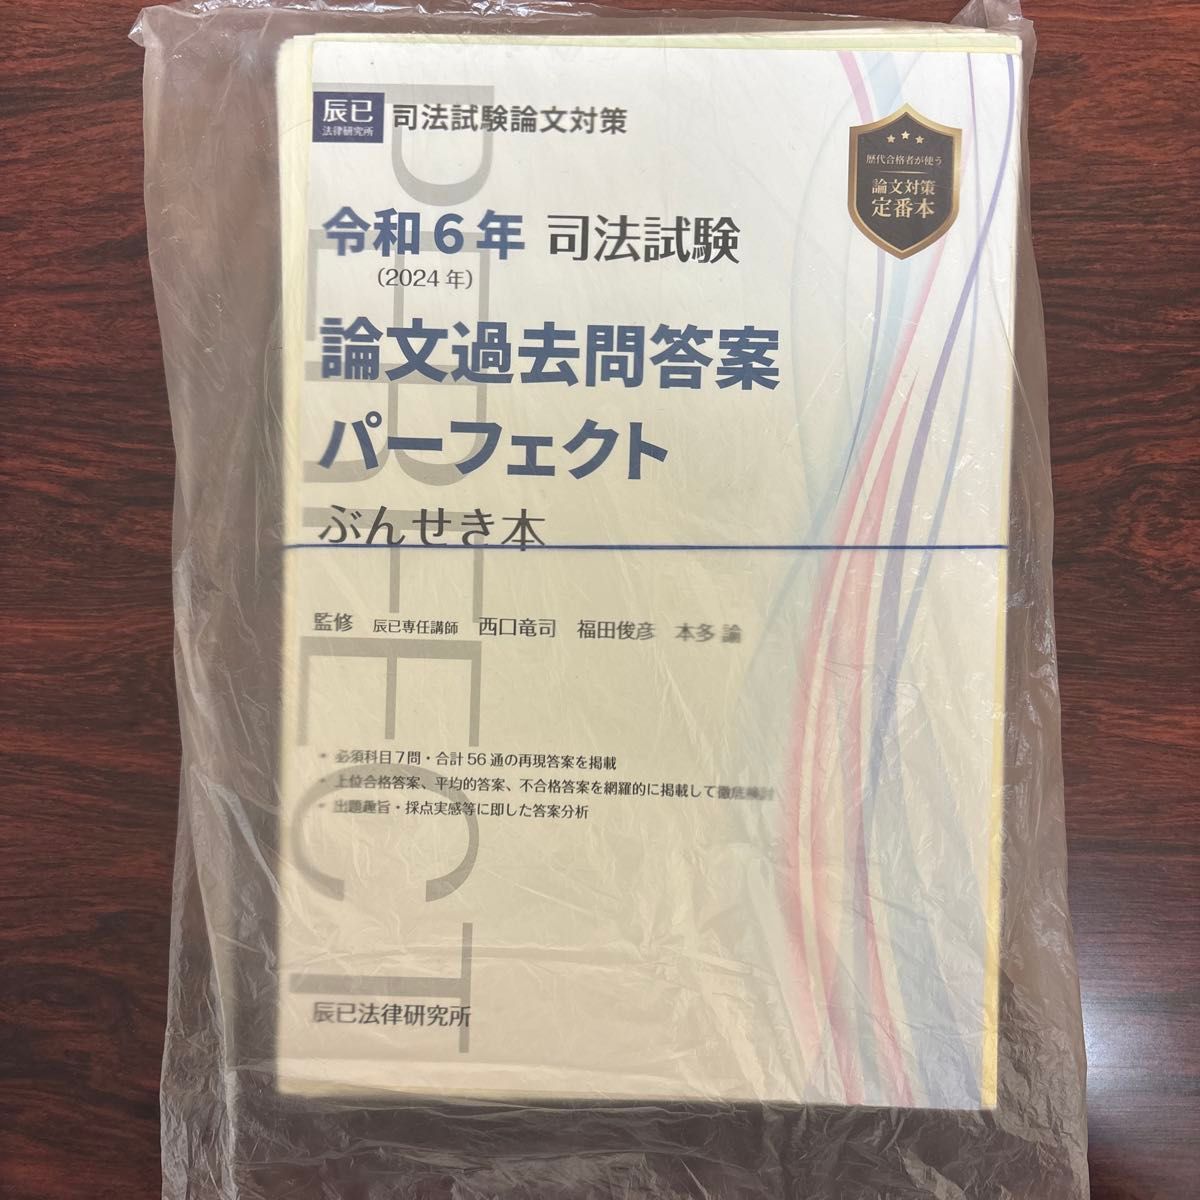 辰已
法律研究所
司法試験論文対策
歴代合格者が使う
論文対策
定番本
令和6年 司法試験
(2024年)
論文過去問答案
パーフェクト
ぶんせき本
監修 辰已専任講師 西口竜司 福田俊彦 本多 諭
• 必須科目7問・合計56通の再現答案を掲載
• 上位合格答案、平均的答案、不合格答案を網羅的に掲載して徹底検討
• 出題趣旨・採点実感等に即した答案分析
辰已法律研究所
PERFECT